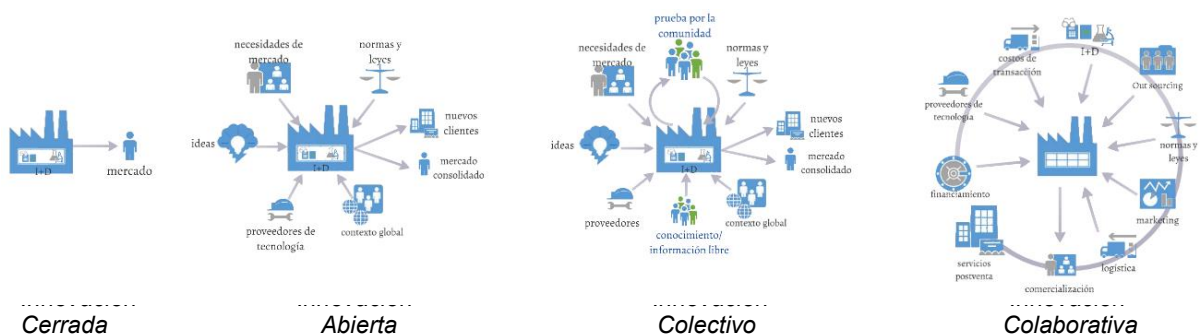 I+D
mercado
necesidades de
mercado
normas y
leyes
ideas
I+D
nuevos
clientes
mercado
consolidado
proveedores de
tecnología
contexto global
prueba por la
comunidad
necesidades de
mercado
normas y
leyes
ideas
I+D
nuevos
clientes
mercado
consolidado
proveedores
conocimiento/
información libre
contexto global
I+D
costos de
transacción
Out sourcing
proveedores de
tecnología
normas y
leyes
financiamiento
marketing
servicios
postventa
logística
comercialización
Cerrada
Abierta
Colectivo
Colaborativa